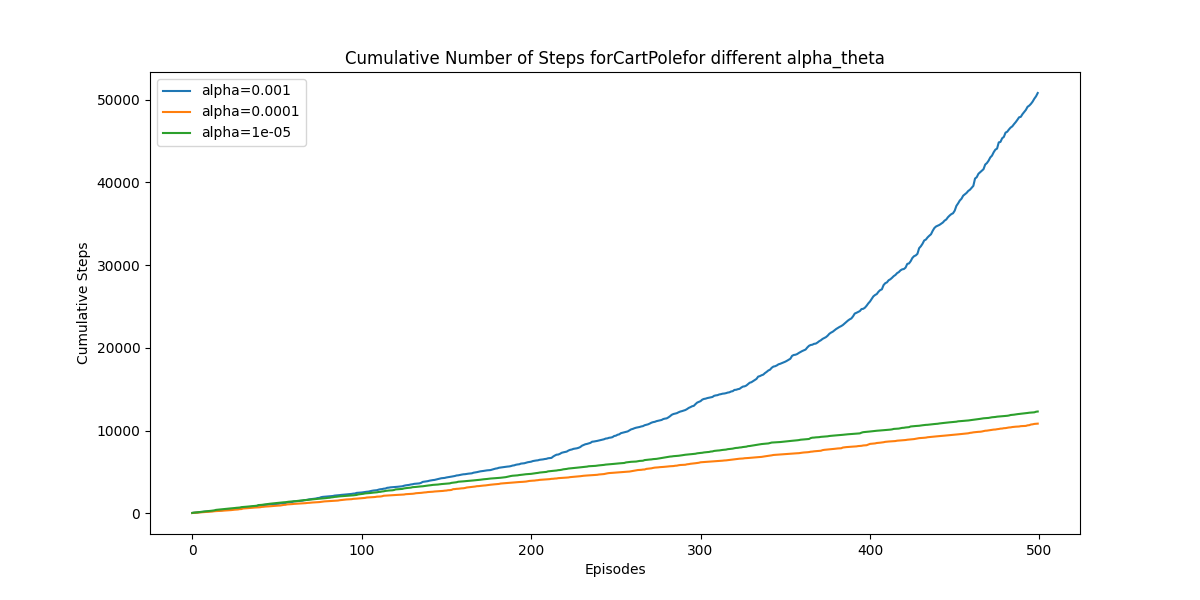 Cumulative Number of Steps forCartPolefor different alpha_theta
alpha=0.001
alpha=0.0001
alpha=1e-05
Cumulative Steps
50000
40000
30000
20000
10000
0
0 100 200 300 400 500
Episodes